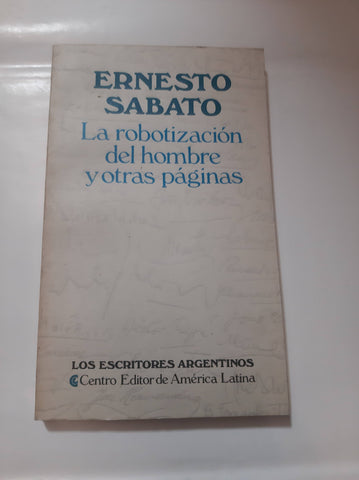 ERNESTO
SABATO
La robotización
del hombre
y otras páginas
LOS ESCRITORES ARGENTINOS
Centro Editor de América Latina